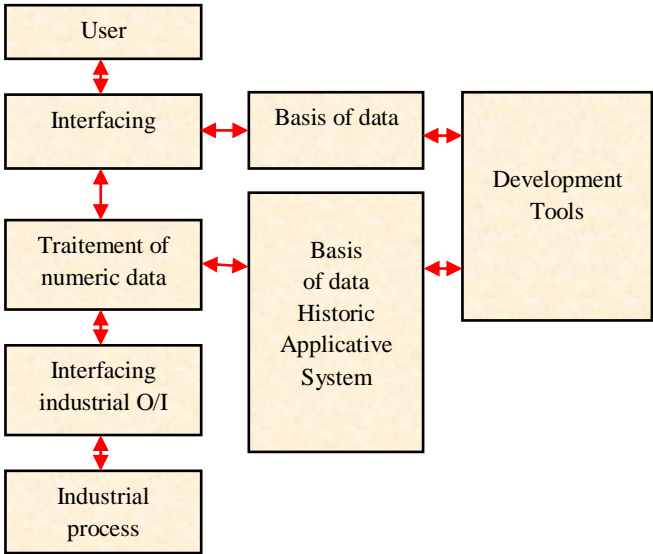 User
Interfacing
Basis of data
Development
Tools
Traitement of
numeric data
Basis
of data
Historic
Applicative
System
Interfacing
industrial O/I
Industrial
process